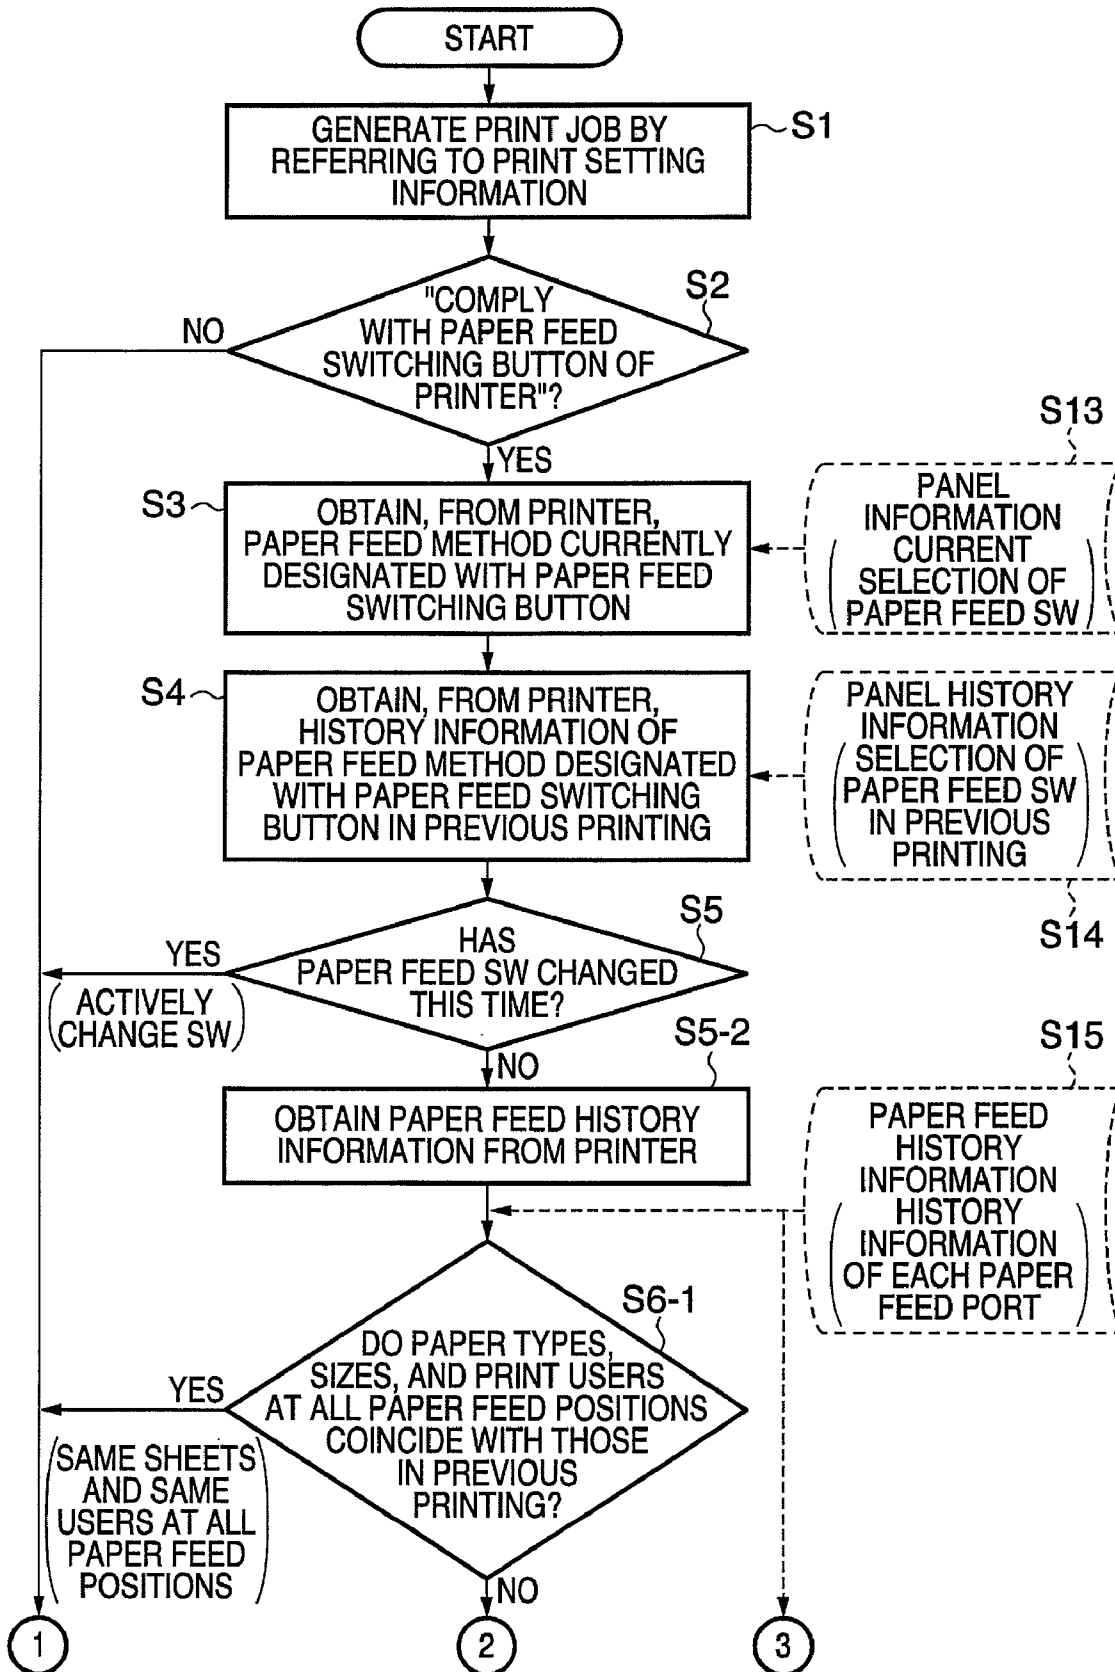 START
GENERATE PRINT JOB BY
REFERRING TO PRINT SETTING
INFORMATION
S1
"COMPLY
WITH PAPER FEED
SWITCHING BUTTON OF
PRINTER"?
S2
NO
YES
S3
OBTAIN, FROM PRINTER,
PAPER FEED METHOD CURRENTLY
DESIGNATED WITH PAPER FEED
SWITCHING BUTTON
S13
PANEL
INFORMATION
CURRENT
SELECTION OF
PAPER FEED SW
S4
OBTAIN, FROM PRINTER,
HISTORY INFORMATION OF
PAPER FEED METHOD DESIGNATED
WITH PAPER FEED SWITCHING
BUTTON IN PREVIOUS PRINTING
PANEL HISTORY
INFORMATION
SELECTION OF
PAPER FEED SW
IN PREVIOUS
PRINTING
S14
S5
HAS
PAPER FEED SW CHANGED
THIS TIME?
YES
(ACTIVELY
CHANGE SW)
NO
S5-2
OBTAIN PAPER FEED HISTORY
INFORMATION FROM PRINTER
S15
PAPER FEED
HISTORY
INFORMATION
HISTORY
INFORMATION
OF EACH PAPER
FEED PORT
S6-1
DO PAPER TYPES,
SIZES, AND PRINT USERS
AT ALL PAPER FEED POSITIONS
COINCIDE WITH THOSE
IN PREVIOUS
PRINTING?
YES
(SAME SHEETS
AND SAME
USERS AT ALL
PAPER FEED
POSITIONS)
NO
1
2
3